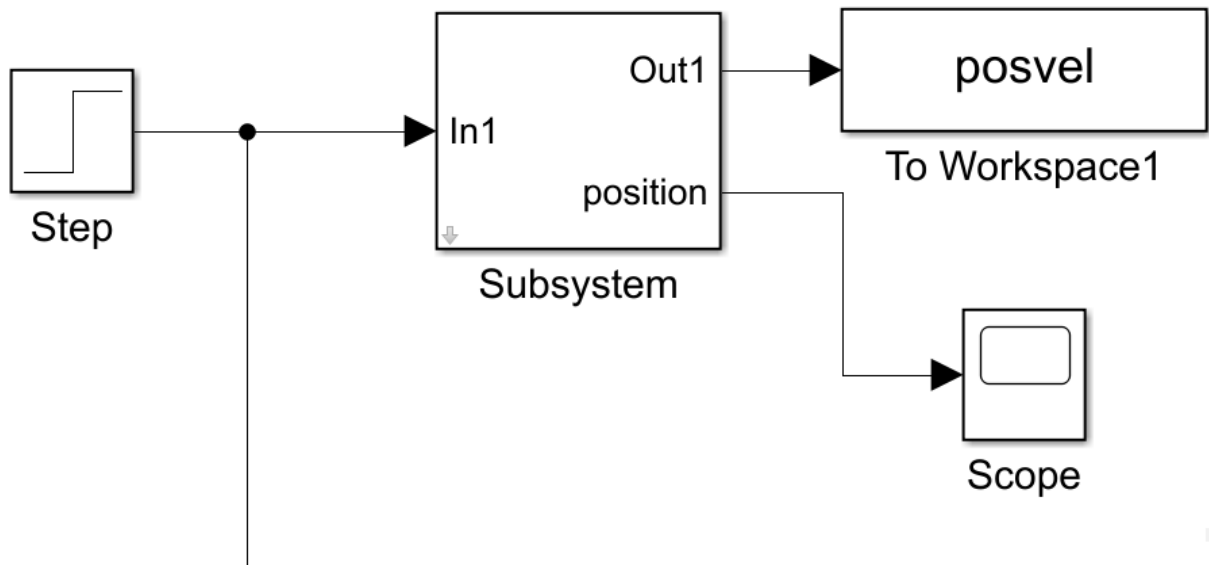 Out1
posvel
In1
To Workspace1
position
Step
Subsystem
Scope